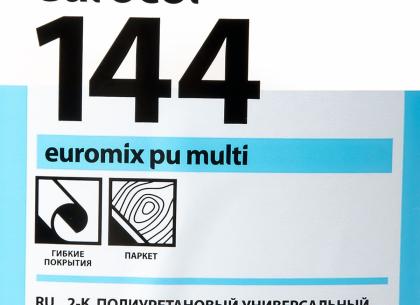 144
euromix pu multi
ГИБКИЕ
ПОКРЫТИЯ
ПАРКЕТ
RU 2-К ПОЛИУРЕТАНОВЫЙ УНИВЕРСАЛЬНЫЙ